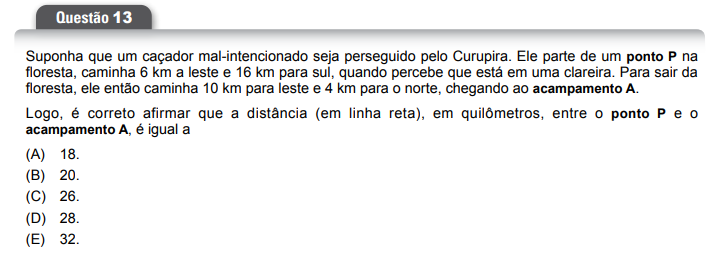 Questão 13
Suponha que um caçador mal-intencionado seja perseguido pelo Curupira. Ele parte de um ponto P na
floresta, caminha 6 km a leste e 16 km para sul, quando percebe que está em uma clareira. Para sair da
floresta, ele então caminha 10 km para leste e 4 km para o norte, chegando ao acampamento A.
Logo, é correto afirmar que a distância (em linha reta), em quilômetros, entre o ponto P e o
acampamento A, é igual a
(A) 18.
(B) 20.
(C) 26.
(D) 28.
(E) 32.